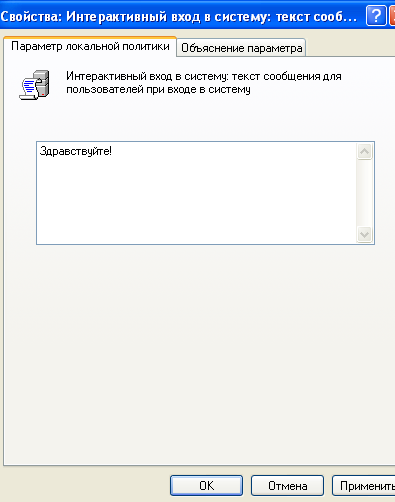 Свойства: Интерактивный вход в систему: текст сооб...
Параметр локальной политики
Объяснение параметра
Интерактивный вход в систему: текст сообщения для
пользователей при входе в систему
Здравствуйте!
OK
Отмена
Применить